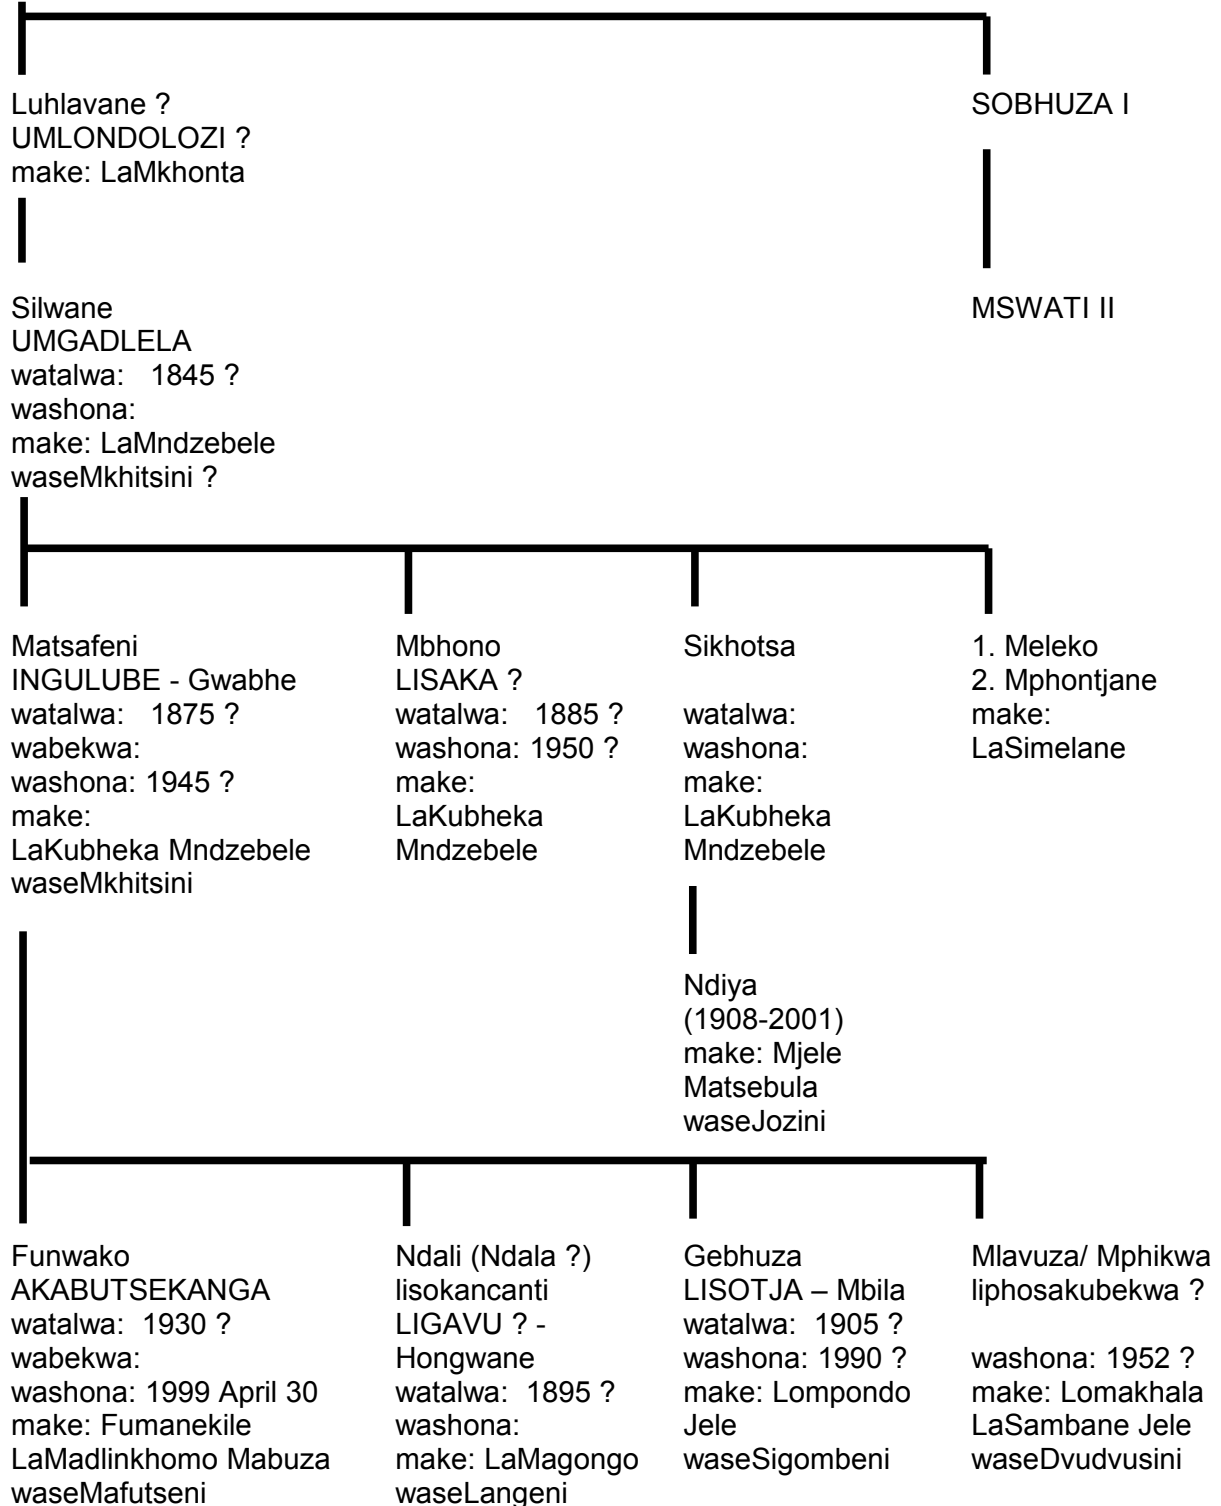 Luhlavane ?
UMLONDOLOZI ?
make: LaMkhonta
SOBHUZA I
Silwane
UMGADLELA
watalwa:   1845 ?
washona:
make: LaMndzebele
waseMkhitsini ?
MSWATI II
Matsafeni
INGULUBE - Gwabhe
watalwa:   1875 ?
wabekwa:
washona: 1945 ?
make:
LaKubheka Mndzebele
waseMkhitsini
Mbhono
LISAKA ?
watalwa:   1885 ?
washona: 1950 ?
make:
LaKubheka
Mndzebele
Sikhotsa
watalwa:
washona:
make:
LaKubheka
Mndzebele
1. Meleko
2. Mphontjane
make:
LaSimelane
Ndiya
(1908-2001)
make: Mjele
Matsebula
waseJozini
Funwako
AKABUTSEKANGA
watalwa:  1930 ?
wabekwa:
washona: 1999 April 30
make: Fumanekile
LaMadlinkhomo Mabuza
waseMafutseni
Ndali (Ndala ?)
lisokancanti
LIGAVU ? -
Hongwane
watalwa:  1895 ?
washona:
make: LaMagongo
waseLangeni
Gebhuza
LISOTJA – Mbila
watalwa:  1905 ?
washona: 1990 ?
make: Lompondo
Jele
waseSigombeni
Mlavuza/ Mphikwa
liphosakubekwa ?
washona: 1952 ?
make: Lomakhala
LaSambane Jele
waseDvudvusini